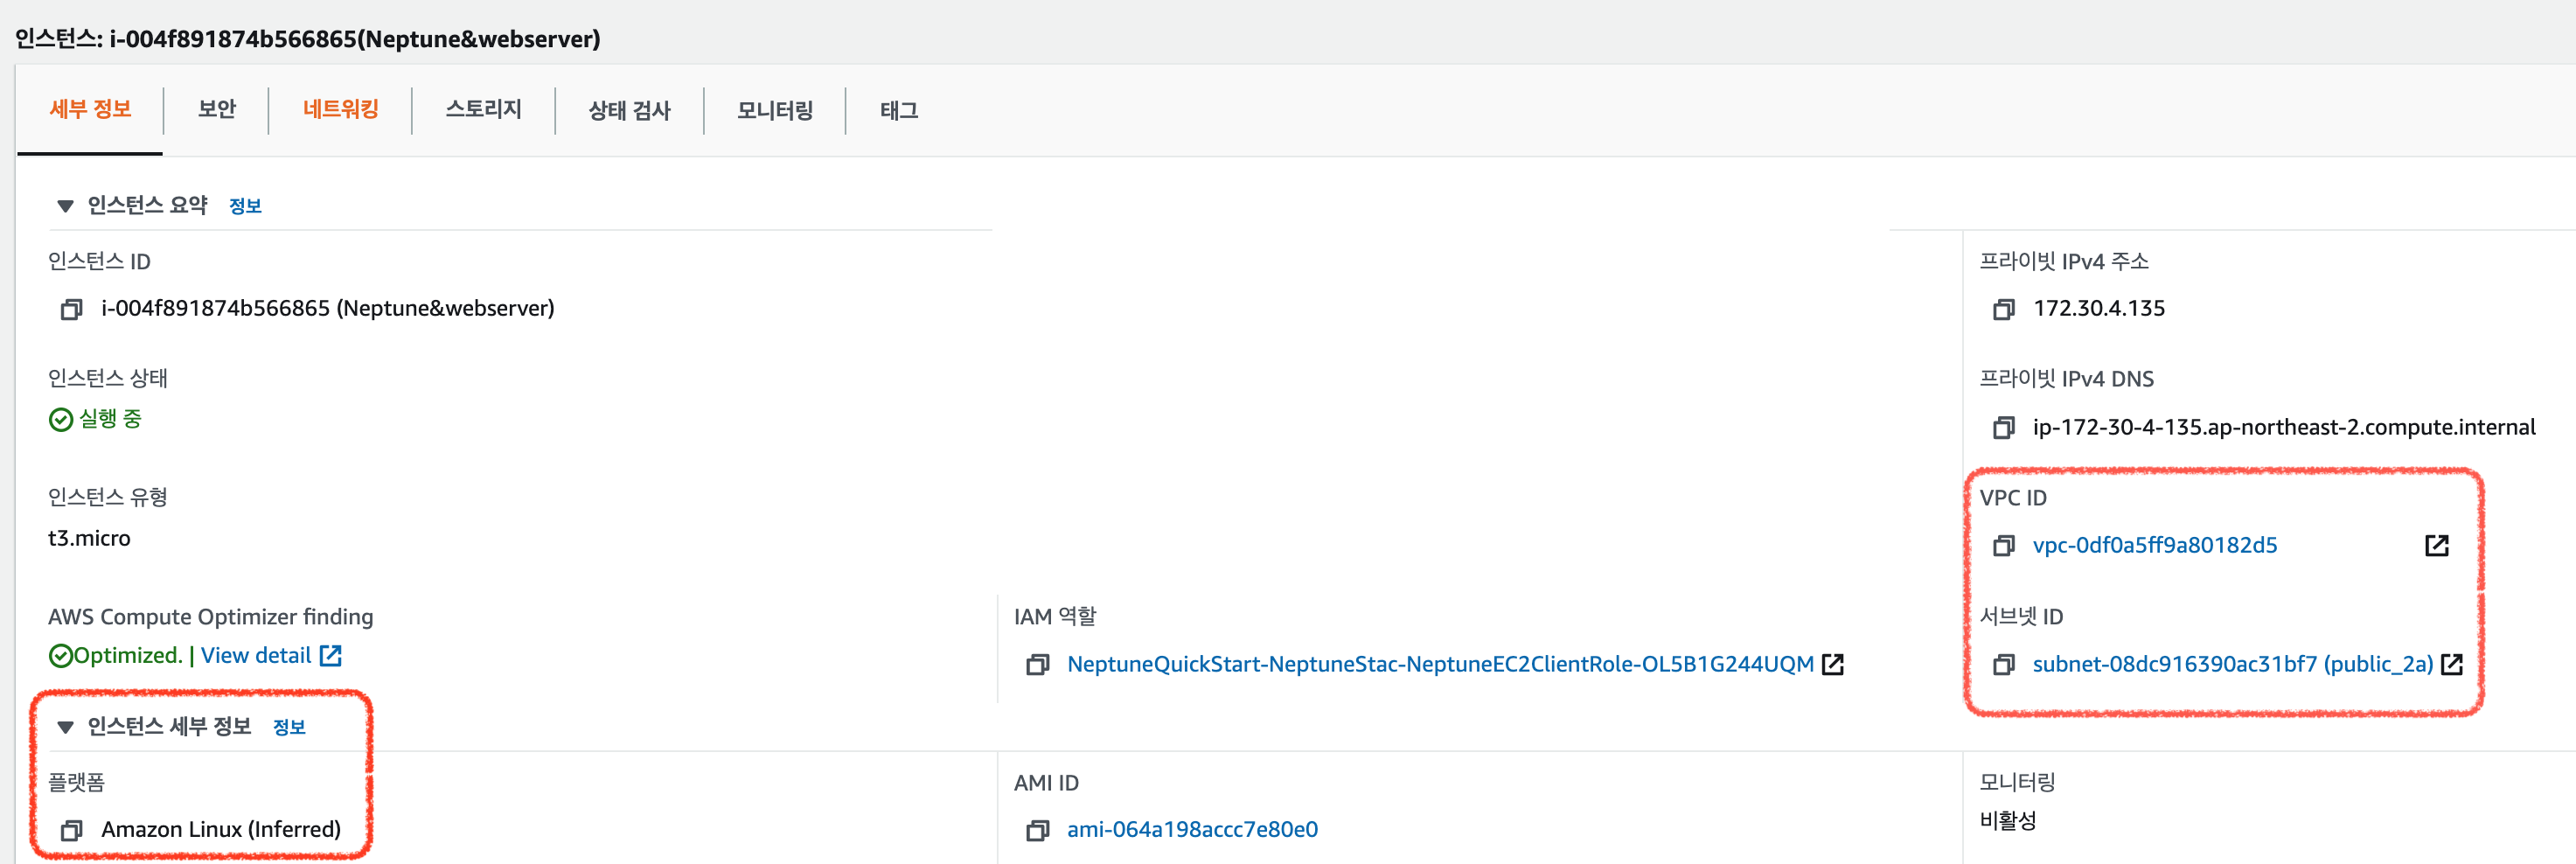 인스턴스: i-004f891874b566865(Neptune&webserver)
세부 정보 보안 네트워킹 스토리지 상태 검사 모니터링 태그
인스턴스 요약 정보
인스턴스 ID
i-004f891874b566865 (Neptune&webserver)
프라이빗 IPv4 주소
172.30.4.135
인스턴스 상태
실행 중
프라이빗 IPv4 DNS
ip-172-30-4-135.ap-northeast-2.compute.internal
인스턴스 유형
t3.micro
VPC ID
vpc-0df0a5ff9a80182d5
AWS Compute Optimizer finding
Optimized. | View detail
IAM 역할
NeptuneQuickStart-NeptuneStac-NeptuneEC2ClientRole-OL5B1G244UQM
서브넷 ID
subnet-08dc916390ac31bf7 (public_2a)
인스턴스 세부 정보 정보
플랫폼
Amazon Linux (Inferred)
AMI ID
ami-064a198accc7e80e0
모니터링
비활성